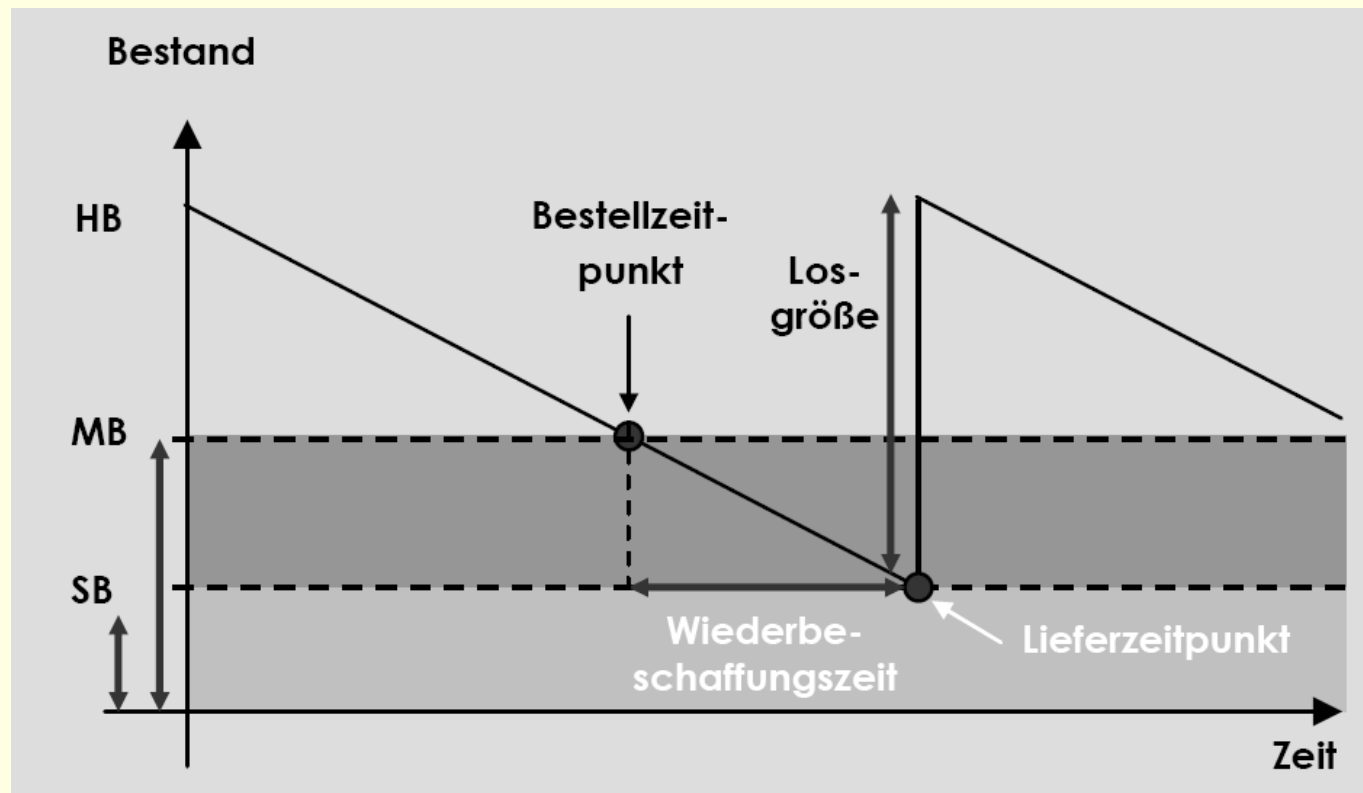 Bestand
HB
Bestellzeit-
punkt
Los-
größe
MB
SB
Wiederbe-
schaffungszeit
Lieferzeitpunkt
Zeit